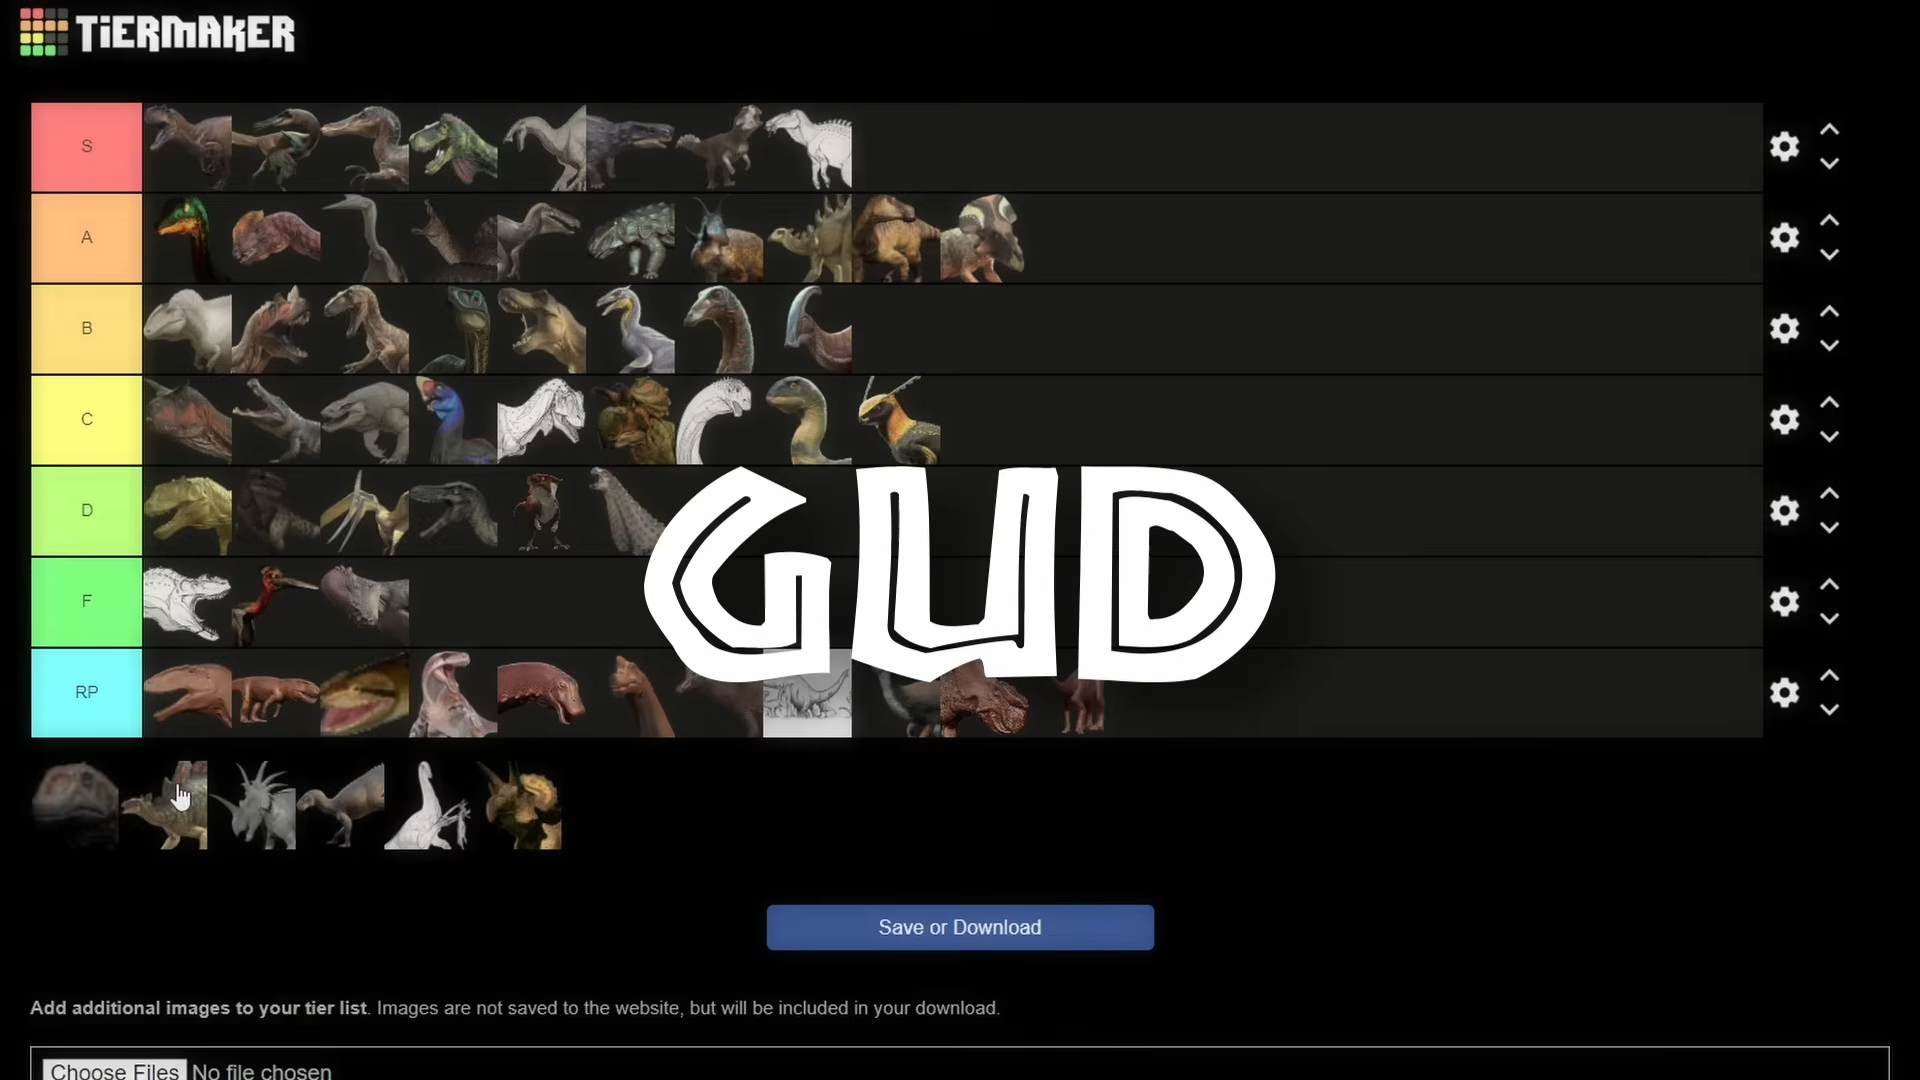 TiERMAKER
S
A
B
C
D
F
RP
GUD
Save or Download
Add additional images to your tier list. Images are not saved to the website, but will be included in your download.
Choose Files No file chosen